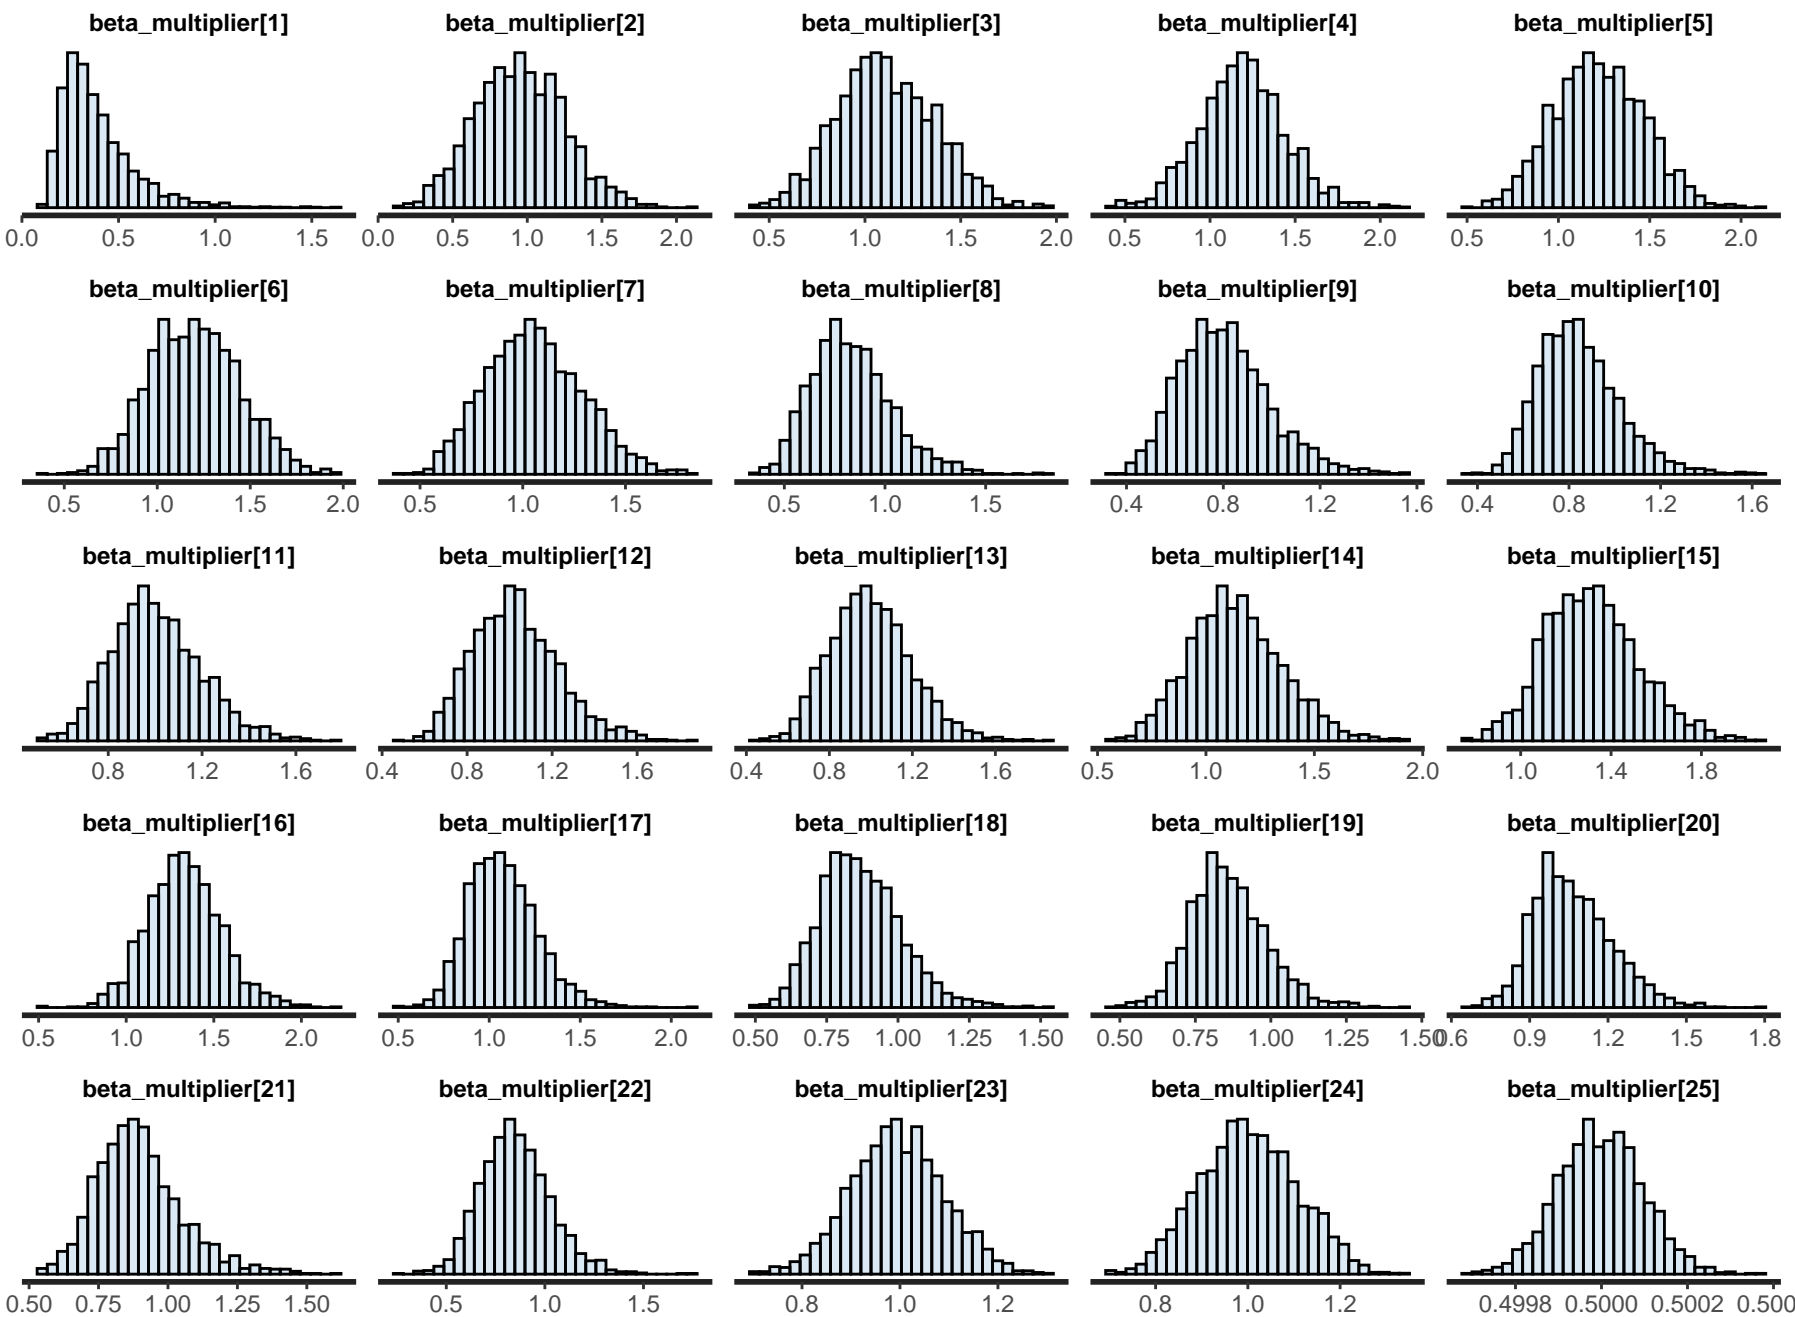 beta_multiplier[1] beta_multiplier[2] beta_multiplier[3] beta_multiplier[4] beta_multiplier[5]
0.0 0.5 1.0 1.5 0.0 0.5 1.0 1.5 2.0 0.5 1.0 1.5 2.0 0.5 1.0 1.5 2.0 0.5 1.0 1.5 2.0
beta_multiplier[6] beta_multiplier[7] beta_multiplier[8] beta_multiplier[9] beta_multiplier[10]
0.5 1.0 1.5 2.0 0.5 1.0 1.5 0.5 1.0 1.5 0.4 0.8 1.2 1.6 0.4 0.8 1.2 1.6
beta_multiplier[11] beta_multiplier[12] beta_multiplier[13] beta_multiplier[14] beta_multiplier[15]
0.8 1.2 1.6 0.4 0.8 1.2 1.6 0.4 0.8 1.2 1.6 0.5 1.0 1.5 2.0 1.0 1.4 1.8
beta_multiplier[16] beta_multiplier[17] beta_multiplier[18] beta_multiplier[19] beta_multiplier[20]
0.5 1.0 1.5 2.0 0.5 1.0 1.5 2.0 0.50 0.75 1.00 1.25 1.50 0.50 0.75 1.00 1.25 1.50 0.6 0.9 1.2 1.5 1.8
beta_multiplier[21] beta_multiplier[22] beta_multiplier[23] beta_multiplier[24] beta_multiplier[25]
0.50 0.75 1.00 1.25 1.50 0.5 1.0 1.5 0.8 1.0 1.2 0.8 1.0 1.2 0.4998 0.5000 0.5002 0.500